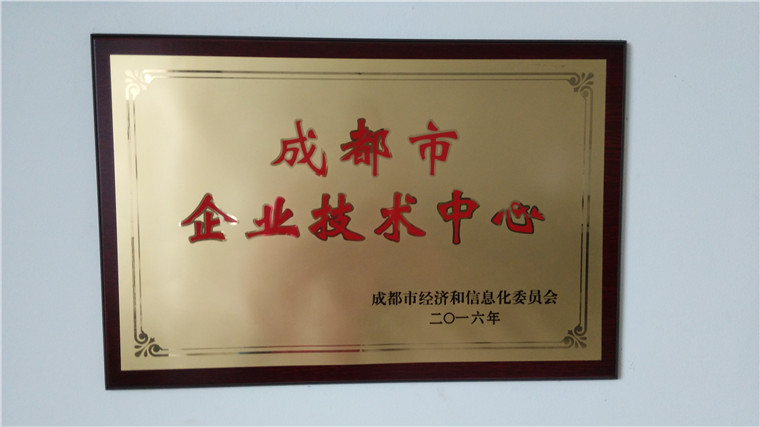 成都市
企业技术中心
成都市经济和信息化委员会
二〇一六年